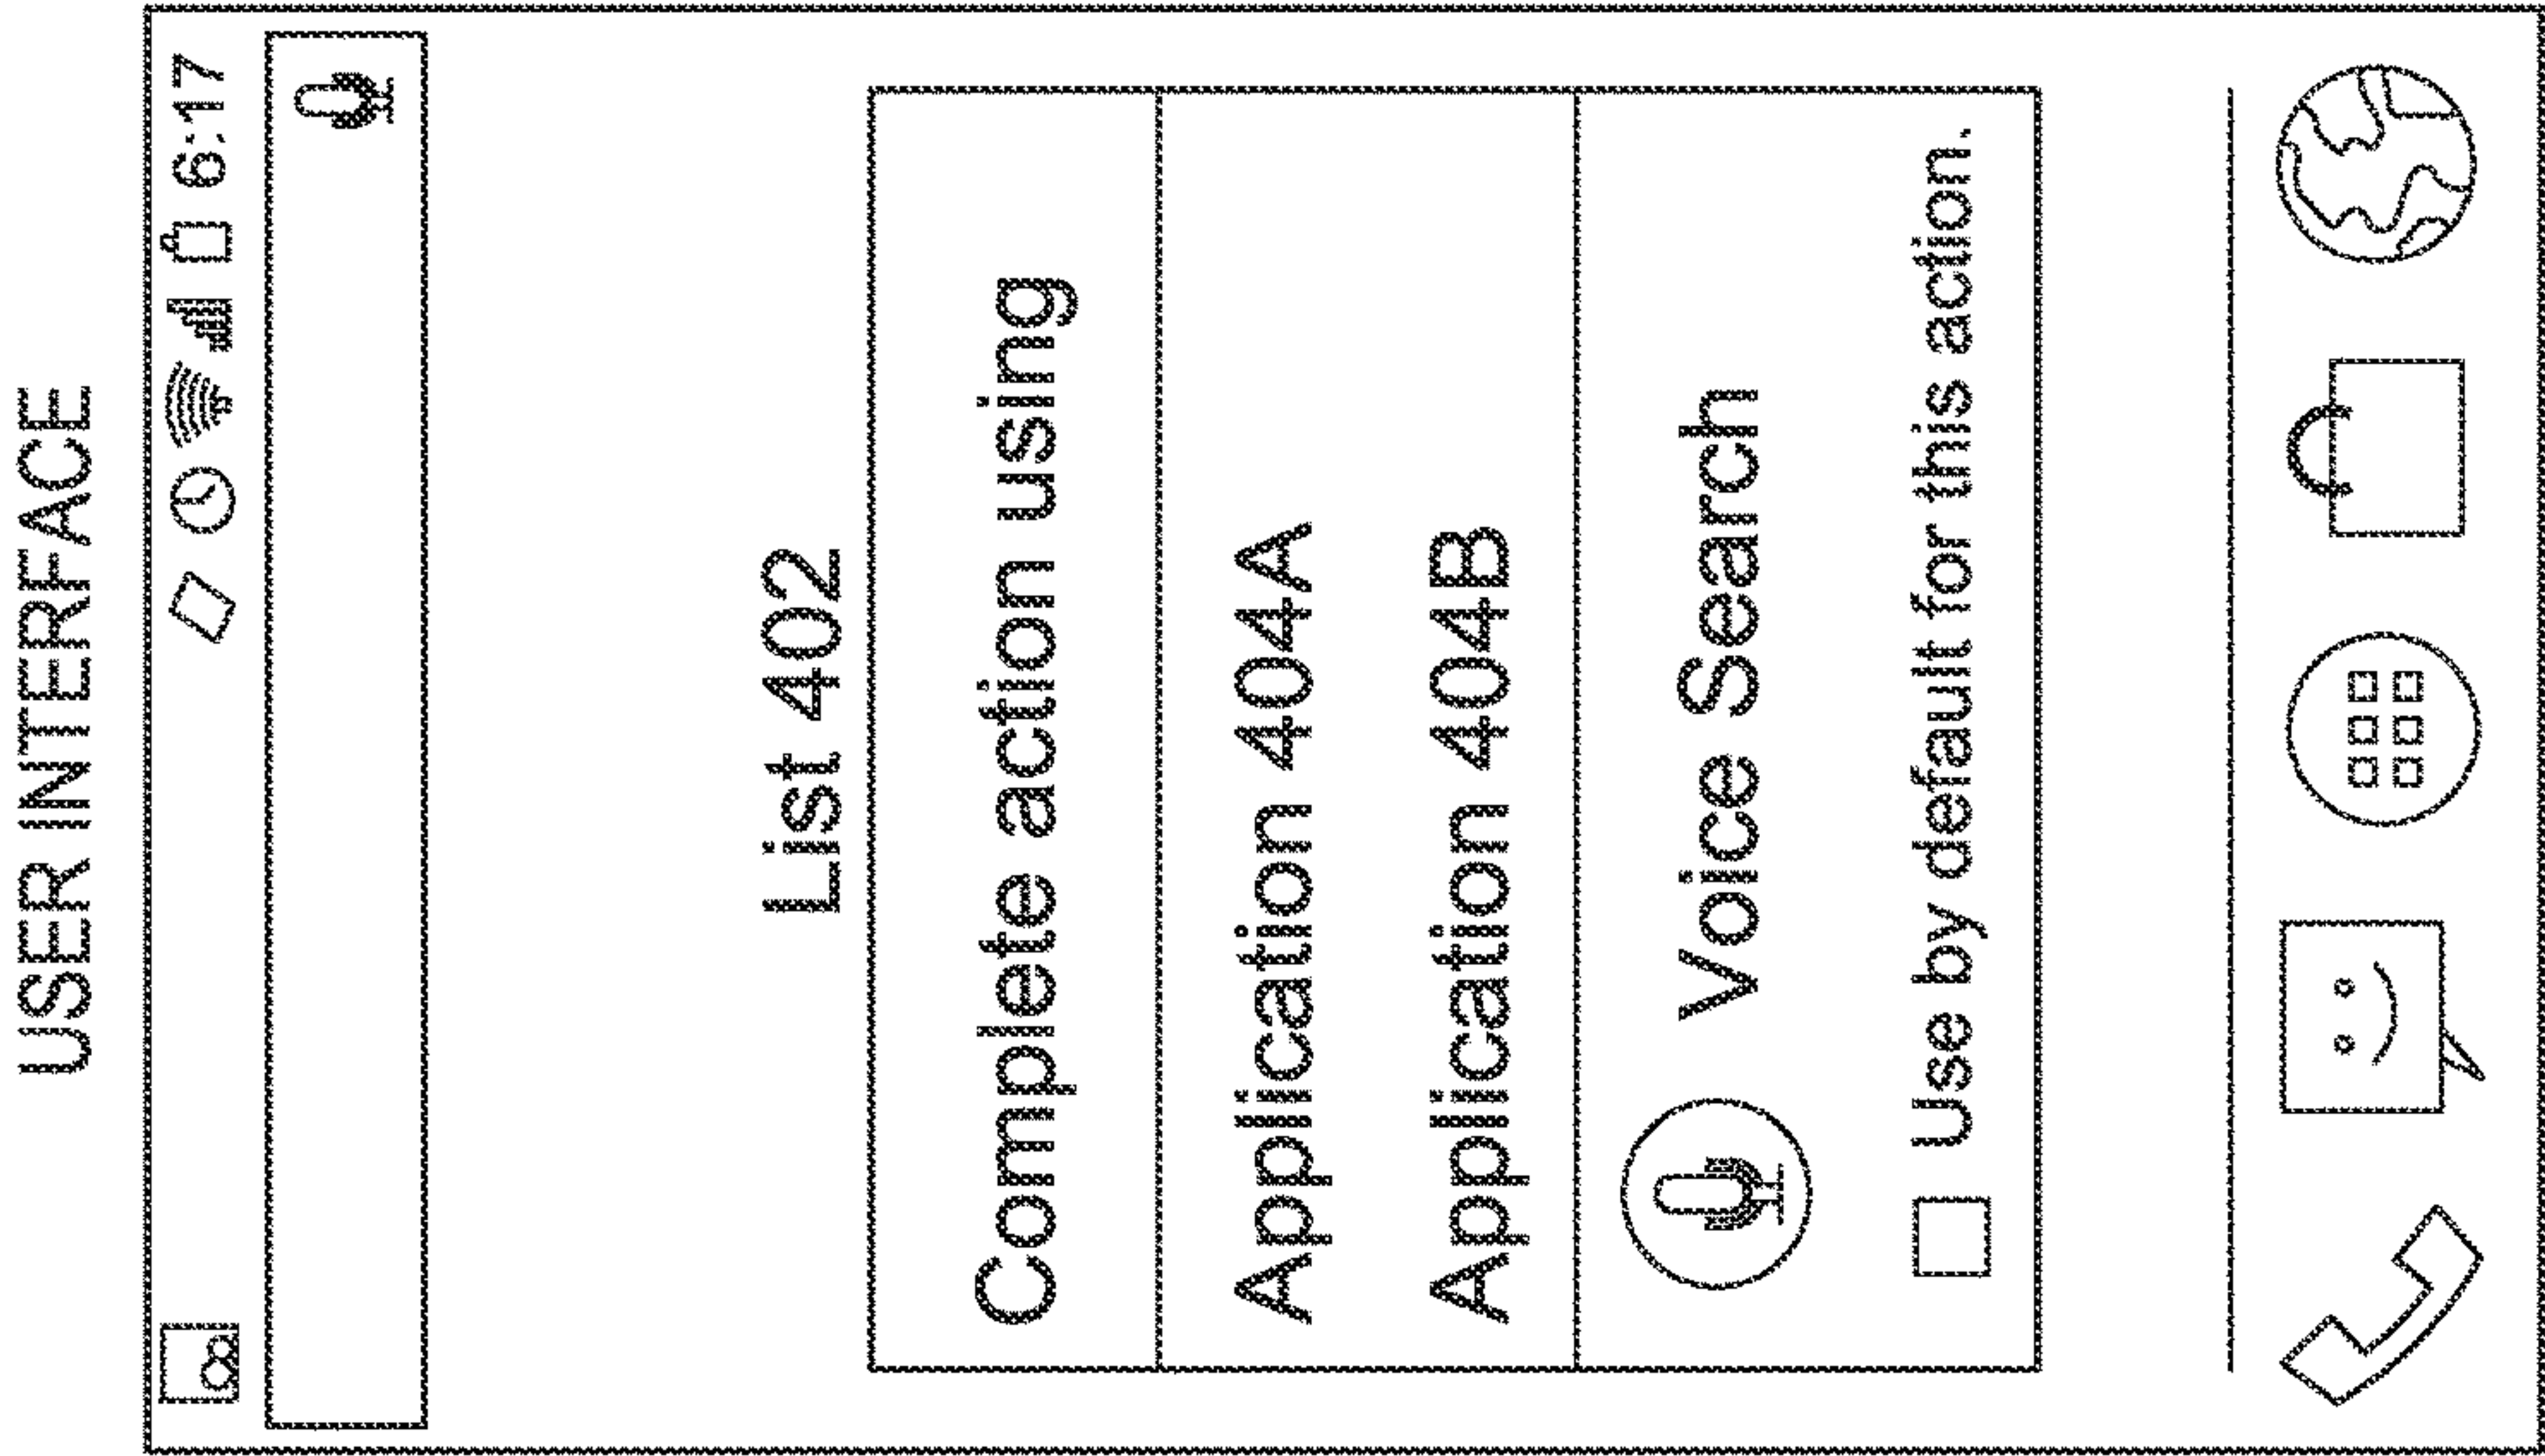 USER INTERFACE
6:17
List 402
Complete action using
Application 404A
Application 404B
Voice Search
Use by default for this action.